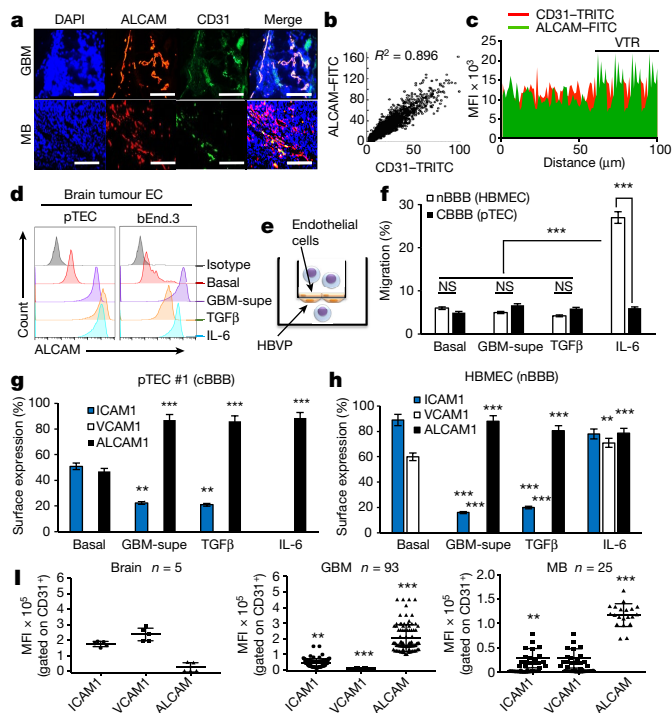 a
DAPI ALCAM CD31 Merge
GBM
MB
b
R² = 0.896
ALCAM–FITC
160
120
80
40
0
0 25 50 75 100
CD31–TRITC
c
CD31–TRITC
ALCAM–FITC
VTR
MFI × 10³
25
20
15
10
5
0
0 50 100
Distance (μm)
d
Brain tumour EC
pTEC bEnd.3
Isotype
Basal
GBM-supe
TGFβ
IL-6
Count
ALCAM
e
Endothelial
cells
HBVP
f
nBBB (HBMEC)
CBBB (pTEC)
***
***
NS NS NS
Migration (%)
30
20
10
0
Basal GBM-supe TGFβ IL-6
g
pTEC #1 (cBBB)
ICAM1
VCAM1
ALCAM1
*** *** ***
** **
Surface expression (%)
100
80
60
40
20
0
Basal GBM-supe TGFβ IL-6
h
HBMEC (nBBB)
ICAM1
VCAM1
ALCAM1
*** *** ** ***
*** *** *** ***
Surface expression (%)
100
80
60
40
20
0
Basal GBM-supe TGFβ IL-6
I
Brain n = 5
MFI × 10⁵
(gated on CD31⁺)
6
5
4
3
2
1
0
ICAM1 VCAM1 ALCAM
GBM n = 93
MFI × 10⁵
(gated on CD31⁺)
6
5
4
3
2
1
0
** *** ***
ICAM1 VCAM1 ALCAM
MB n = 25
MFI × 10⁵
(gated on CD31⁺)
2.0
1.5
1.0
0.5
0
** ***
ICAM1 VCAM1 ALCAM